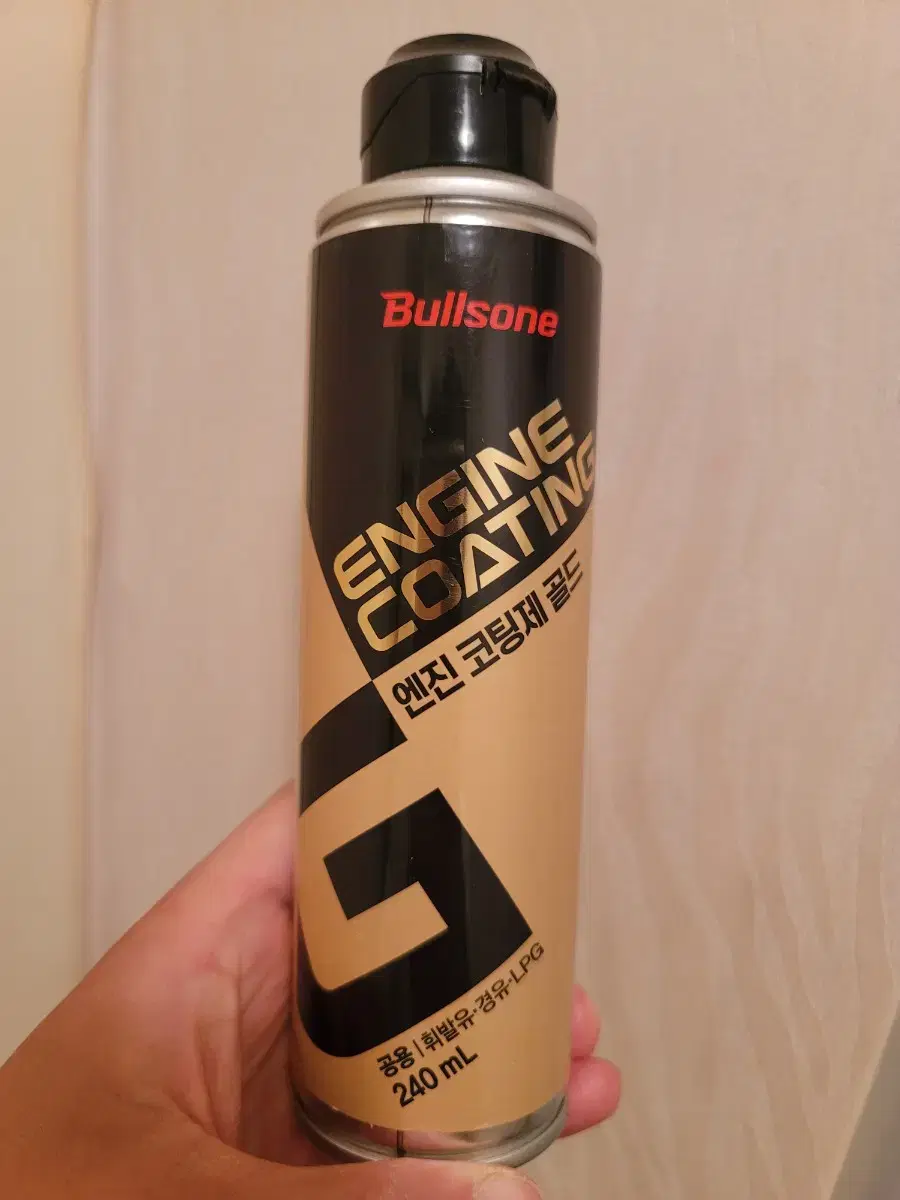 Bullsone
ENGINE
COATING
엔진 코팅제 골드
공용 | 휘발유·경유·LPG
240 mL